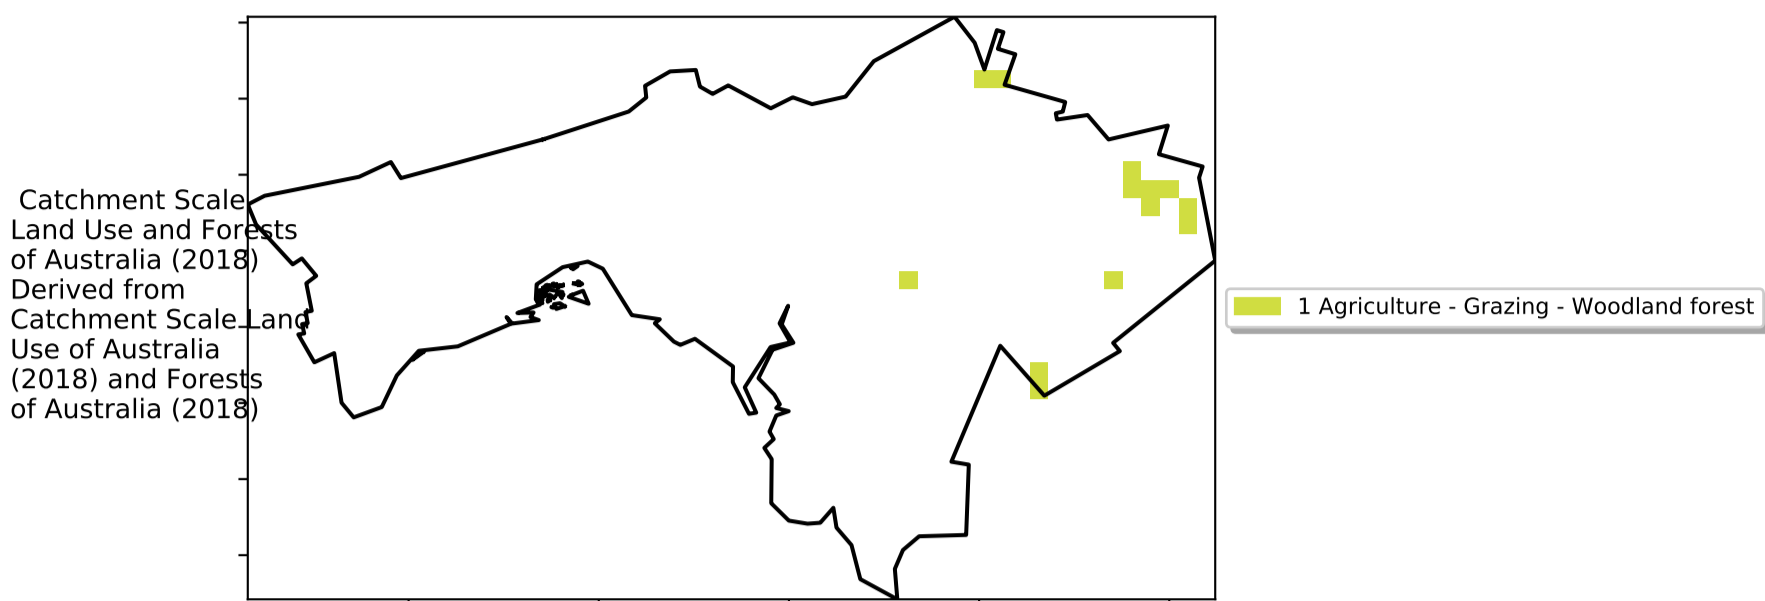 Catchment Scale
Land Use and Forests
of Australia (2018)
Derived from
Catchment Scale Land
Use of Australia
(2018) and Forests
of Australia (2018)
1 Agriculture - Grazing - Woodland forest